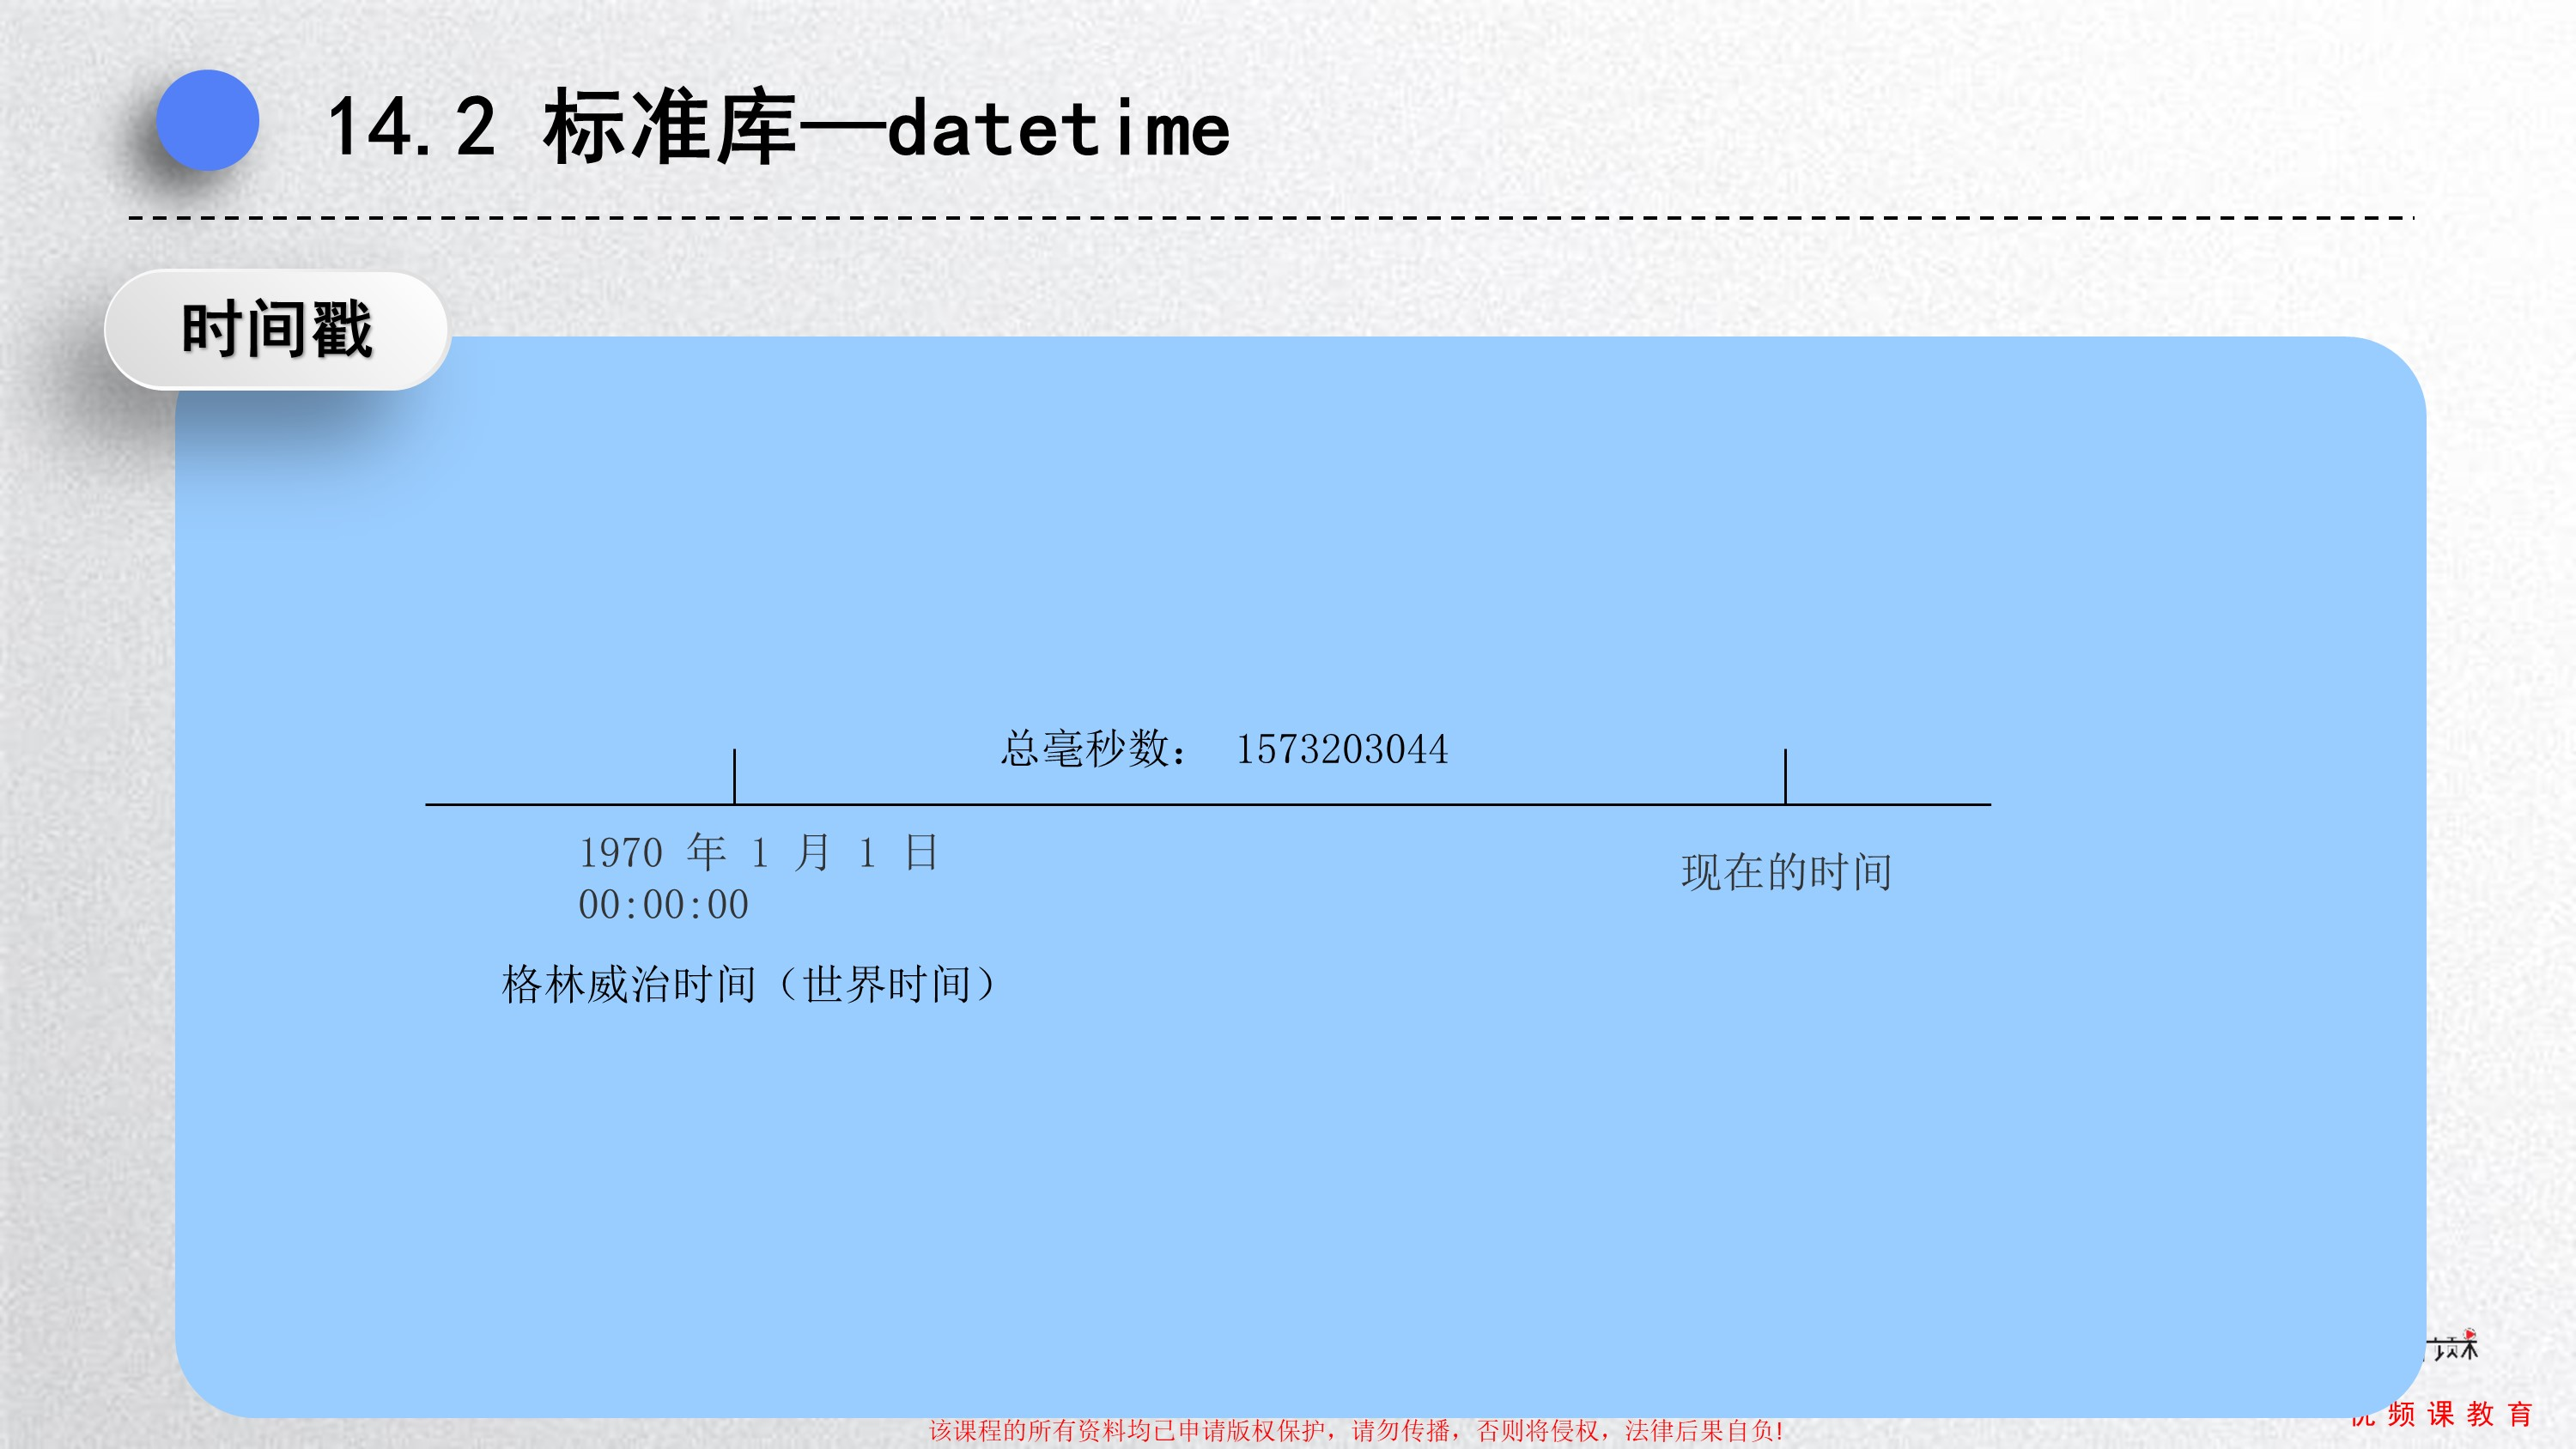 14.2 标准库—datetime
时间戳
总毫秒数： 1573203044
1970 年 1 月 1 日
00:00:00
现在的时间
格林威治时间（世界时间）
频课教育
该课程的所有资料均已申请版权保护，请勿传播，否则将侵权，法律后果自负!